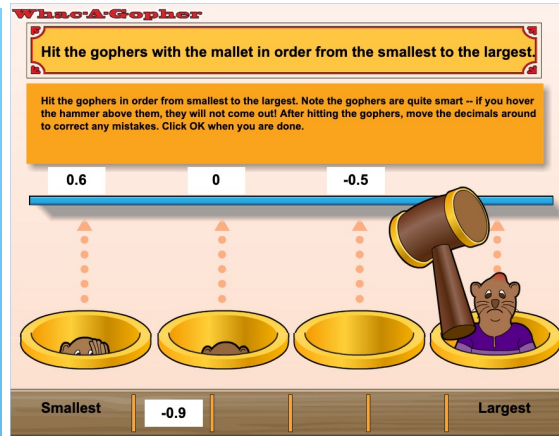 Whac-A-Gopher
Hit the gophers with the mallet in order from the smallest to the largest.
Hit the gophers in order from smallest to the largest. Note the gophers are quite smart -- if you hover
the hammer above them, they will not come out! After hitting the gophers, move the decimals around
to correct any mistakes. Click OK when you are done.
0.6 0 -0.5
Smallest -0.9 Largest